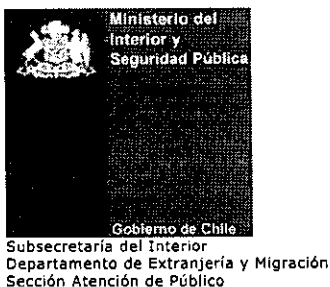 Ministerio del
Interior y
Seguridad Pública
Gobierno de Chile
Subsecretaría del Interior
Departamento de Extranjería y Migración
Sección Atención de Público